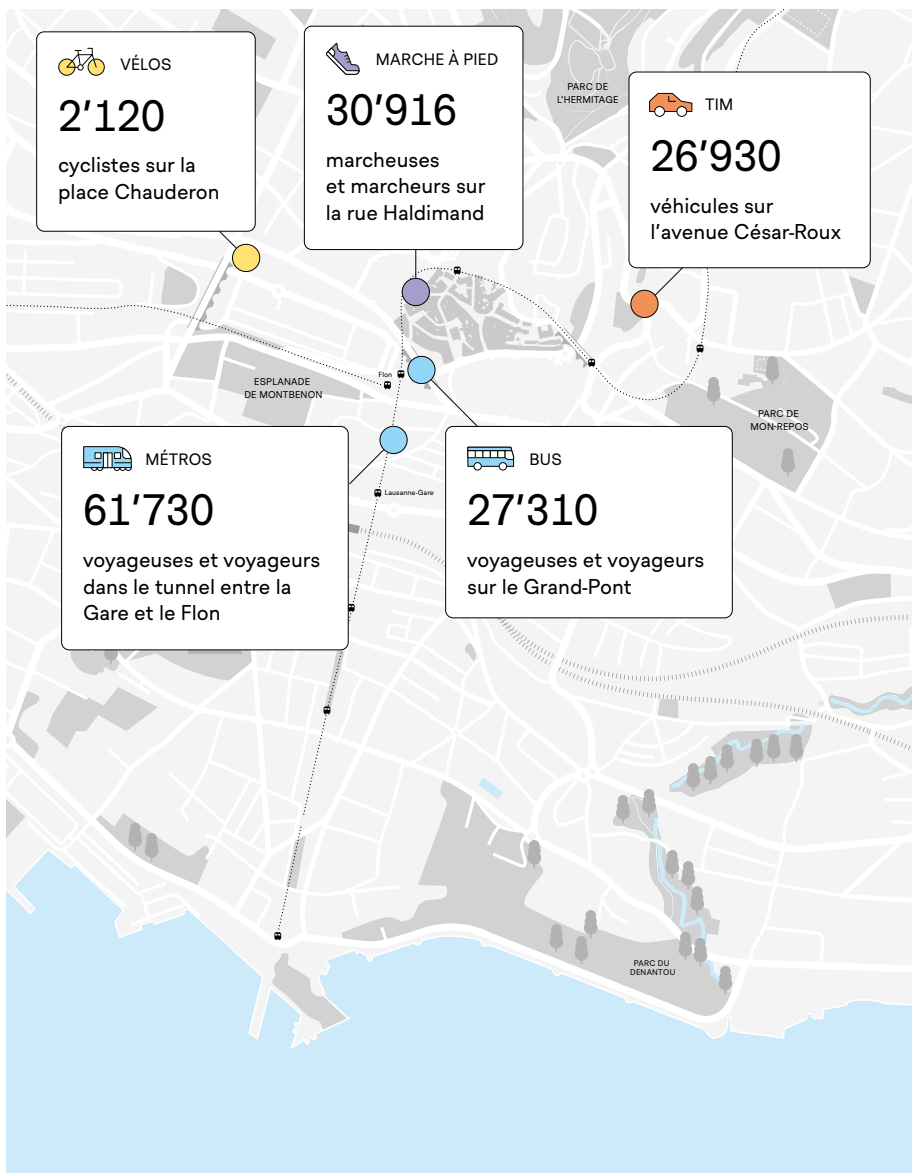 VÉLOS
2’120
cyclistes sur la
place Chauderon
MARCHE À PIED
30’916
marcheuses
et marcheurs sur
la rue Haldimand
PARC DE
L’HERMITAGE
TIM
26’930
véhicules sur
l’avenue César-Roux
Flon
ESPLANADE
DE MONTBENON
PARC DE
MON-REPOS
MÉTROS
61’730
voyageuses et voyageurs
dans le tunnel entre la
Gare et le Flon
Lausanne-Gare
BUS
27’310
voyageuses et voyageurs
sur le Grand-Pont
PARC DU
DENANTOU